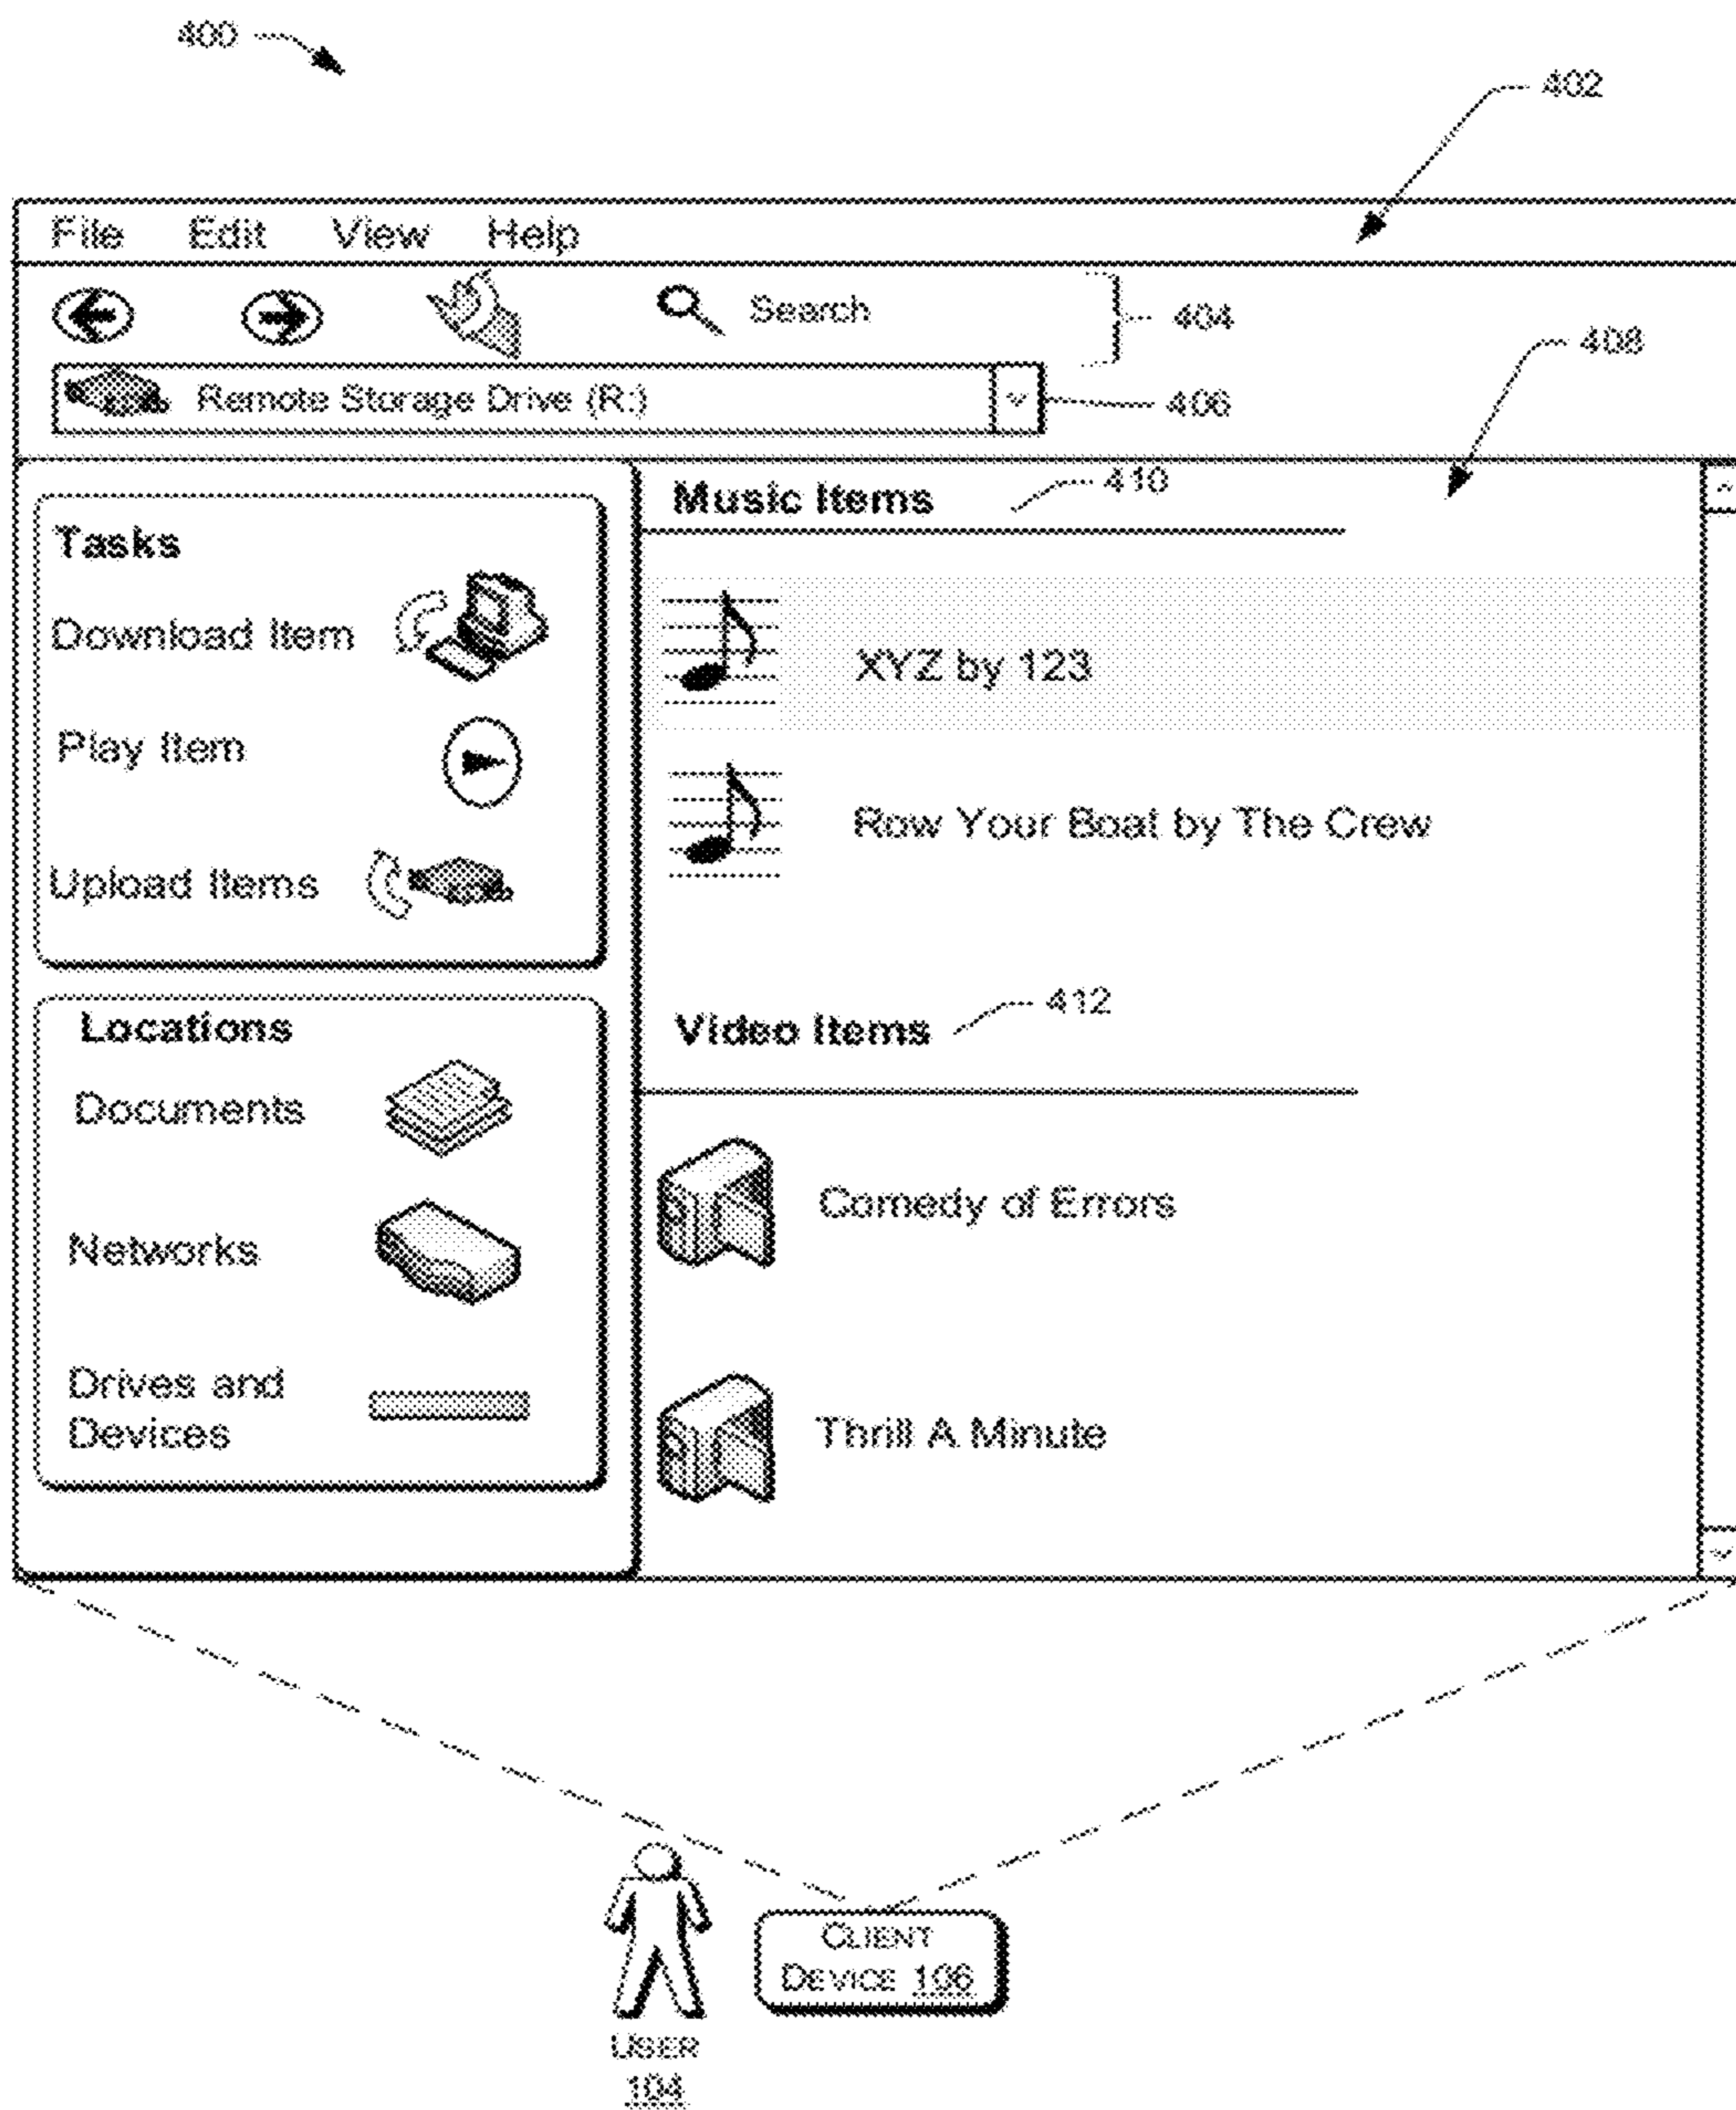 400
402
File Edit View Help
Search
404
408
Remote Storage Drive (R:)
406
Music Items
410
Tasks
Download Item
XYZ by 123
Play Item
Row Your Boat by The Crew
Upload Items
412
Locations
Video Items
Documents
Comedy of Errors
Networks
Drives and
Devices
Thrill A Minute
CLIENT
DEVICE 106
USER
104